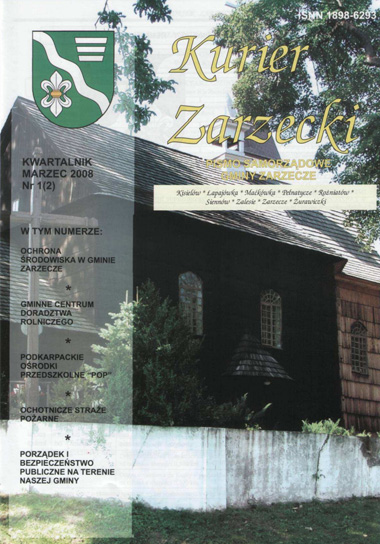 ISNN 1898-6293
Kurier
Zarzecki
PISMO SAMORZĄDOWE
GMINY ZARZECZE
Kisielów * Łapajówka * Maćkówka * Pełnatycze * Rożniatów *
Siennów * Zalesie * Zarzecze * Żurawiczki
KWARTALNIK
MARZEC 2008
Nr 1(2)
W TYM NUMERZE:
OCHRONA
ŚRODOWISKA W GMINIE
ZARZECZE
*
GMINNE CENTRUM
DORADZTWA
ROLNICZEGO
*
PODKARPACKIE
OŚRODKI
PRZEDSZKOLNE "POP"
*
OCHOTNICZE STRAŻE
POŻARNE
*
PORZĄDEK I
BEZPIECZEŃSTWO
PUBLICZNE NA TERENIE
NASZEJ GMINY